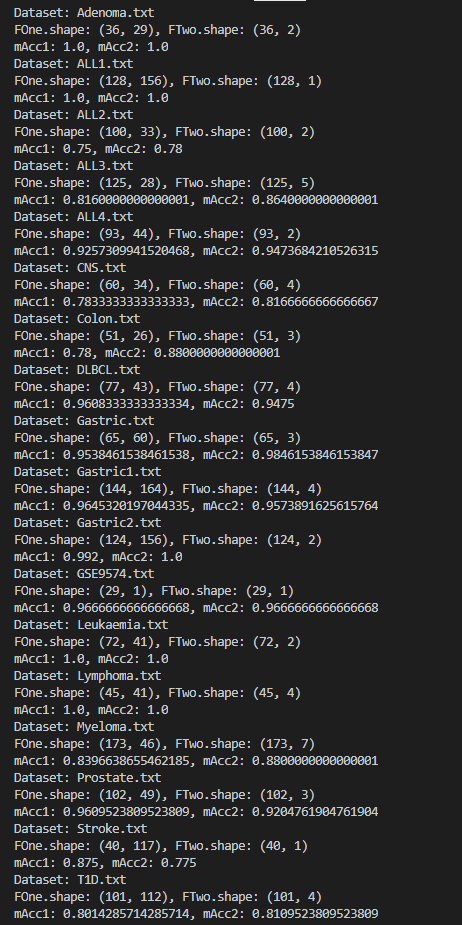 Dataset: Adenoma.txt
FOne.shape: (36, 29), FTwo.shape: (36, 2)
mAcc1: 1.0, mAcc2: 1.0
Dataset: ALL1.txt
FOne.shape: (128, 156), FTwo.shape: (128, 1)
mAcc1: 1.0, mAcc2: 1.0
Dataset: ALL2.txt
FOne.shape: (100, 33), FTwo.shape: (100, 2)
mAcc1: 0.75, mAcc2: 0.78
Dataset: ALL3.txt
FOne.shape: (125, 28), FTwo.shape: (125, 5)
mAcc1: 0.8160000000000001, mAcc2: 0.8640000000000001
Dataset: ALL4.txt
FOne.shape: (93, 44), FTwo.shape: (93, 2)
mAcc1: 0.9257309941520468, mAcc2: 0.9473684210526315
Dataset: CNS.txt
FOne.shape: (60, 34), FTwo.shape: (60, 4)
mAcc1: 0.7833333333333333, mAcc2: 0.8166666666666667
Dataset: Colon.txt
FOne.shape: (51, 26), FTwo.shape: (51, 3)
mAcc1: 0.78, mAcc2: 0.8800000000000001
Dataset: DLBCL.txt
FOne.shape: (77, 43), FTwo.shape: (77, 4)
mAcc1: 0.9608333333333334, mAcc2: 0.9475
Dataset: Gastric.txt
FOne.shape: (65, 60), FTwo.shape: (65, 3)
mAcc1: 0.9538461538461538, mAcc2: 0.9846153846153847
Dataset: Gastric1.txt
FOne.shape: (144, 164), FTwo.shape: (144, 4)
mAcc1: 0.9645320197044335, mAcc2: 0.9573891625615764
Dataset: Gastric2.txt
FOne.shape: (124, 156), FTwo.shape: (124, 2)
mAcc1: 0.992, mAcc2: 1.0
Dataset: GSE9574.txt
FOne.shape: (29, 1), FTwo.shape: (29, 1)
mAcc1: 0.9666666666666668, mAcc2: 0.9666666666666668
Dataset: Leukaemia.txt
FOne.shape: (72, 41), FTwo.shape: (72, 2)
mAcc1: 1.0, mAcc2: 1.0
Dataset: Lymphoma.txt
FOne.shape: (45, 41), FTwo.shape: (45, 4)
mAcc1: 1.0, mAcc2: 1.0
Dataset: Myeloma.txt
FOne.shape: (173, 46), FTwo.shape: (173, 7)
mAcc1: 0.8396638655462185, mAcc2: 0.8800000000000001
Dataset: Prostate.txt
FOne.shape: (102, 49), FTwo.shape: (102, 3)
mAcc1: 0.9609523809523809, mAcc2: 0.9204761904761904
Dataset: Stroke.txt
FOne.shape: (40, 117), FTwo.shape: (40, 1)
mAcc1: 0.875, mAcc2: 0.775
Dataset: T1D.txt
FOne.shape: (101, 112), FTwo.shape: (101, 4)
mAcc1: 0.8014285714285714, mAcc2: 0.8109523809523809